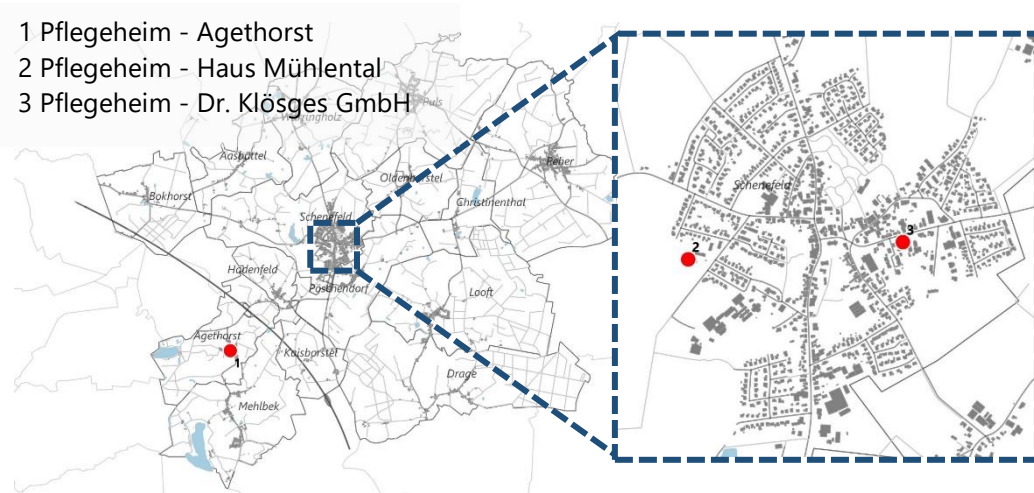 1 Pflegeheim - Agethorst
2 Pflegeheim - Haus Mühlental
3 Pflegeheim - Dr. Klösges GmbH
Puls
Aasbüttel
Oldenborstel
Reher
Bokhorst
Christinenthal
Schenefeld
Schenefeld
2
3
Hadenfeld
Pöschendorf
Looft
Agethorst
1
Kaisborstel
Drage
Mehlbek